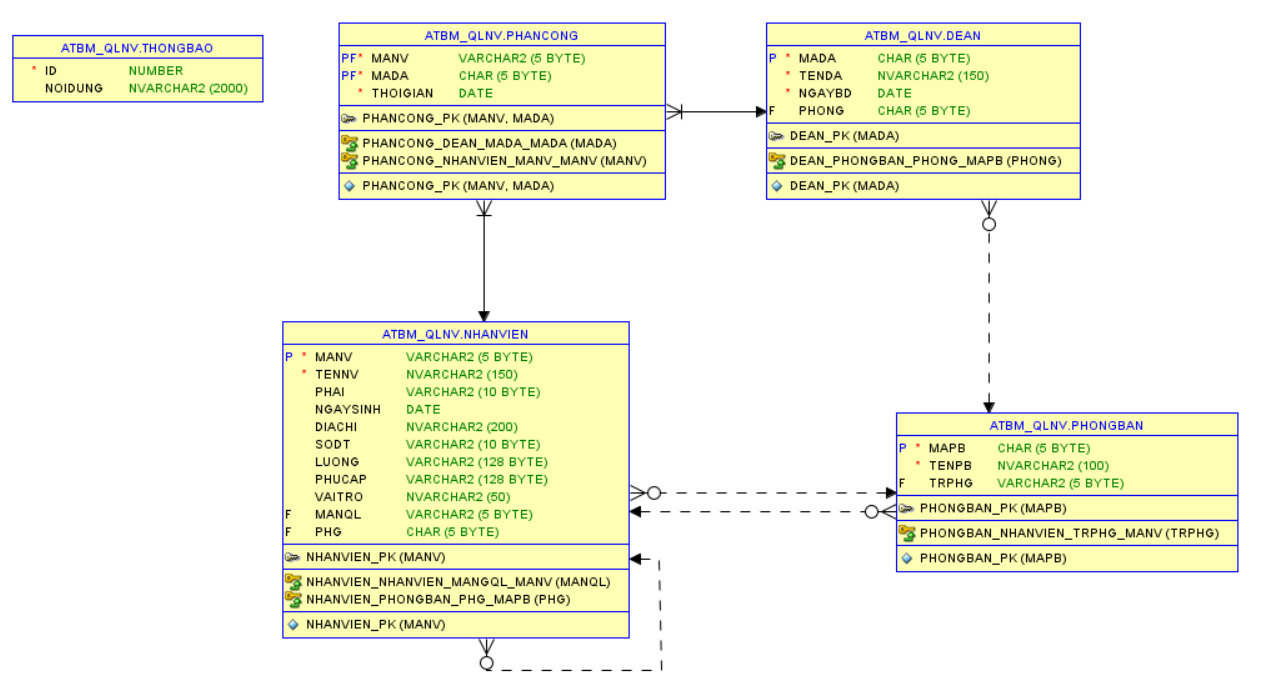 ATBM_QLNV.THONGBAO
* ID NUMBER
NOIDUNG NVARCHAR2 (2000)
ATBM_QLNV.PHANCONG
PF* MANV VARCHAR2 (5 BYTE)
PF* MADA CHAR (5 BYTE)
* THOIGIAN DATE
PHANCONG_PK (MANV, MADA)
PHANCONG_DEAN_MADA_MADA (MADA)
PHANCONG_NHANVIEN_MANV_MANV (MANV)
PHANCONG_PK (MANV, MADA)
ATBM_QLNV.DEAN
P * MADA CHAR (5 BYTE)
* TENDA NVARCHAR2 (150)
* NGAYBD DATE
F PHONG CHAR (5 BYTE)
DEAN_PK (MADA)
DEAN_PHONGBAN_PHONG_MAPB (PHONG)
DEAN_PK (MADA)
ATBM_QLNV.NHANVIEN
P * MANV VARCHAR2 (5 BYTE)
* TENNV NVARCHAR2 (150)
PHAI VARCHAR2 (10 BYTE)
NGAYSINH DATE
DIACHI NVARCHAR2 (200)
SODT VARCHAR2 (10 BYTE)
LUONG VARCHAR2 (128 BYTE)
PHUCAP VARCHAR2 (128 BYTE)
VAITRO NVARCHAR2 (50)
F MANQL VARCHAR2 (5 BYTE)
F PHG CHAR (5 BYTE)
NHANVIEN_PK (MANV)
NHANVIEN_NHANVIEN_MANGQL_MANV (MANQL)
NHANVIEN_PHONGBAN_PHG_MAPB (PHG)
NHANVIEN_PK (MANV)
ATBM_QLNV.PHONGBAN
P * MAPB CHAR (5 BYTE)
* TENPB NVARCHAR2 (100)
F TRPHG VARCHAR2 (5 BYTE)
PHONGBAN_PK (MAPB)
PHONGBAN_NHANVIEN_TRPHG_MANV (TRPHG)
PHONGBAN_PK (MAPB)